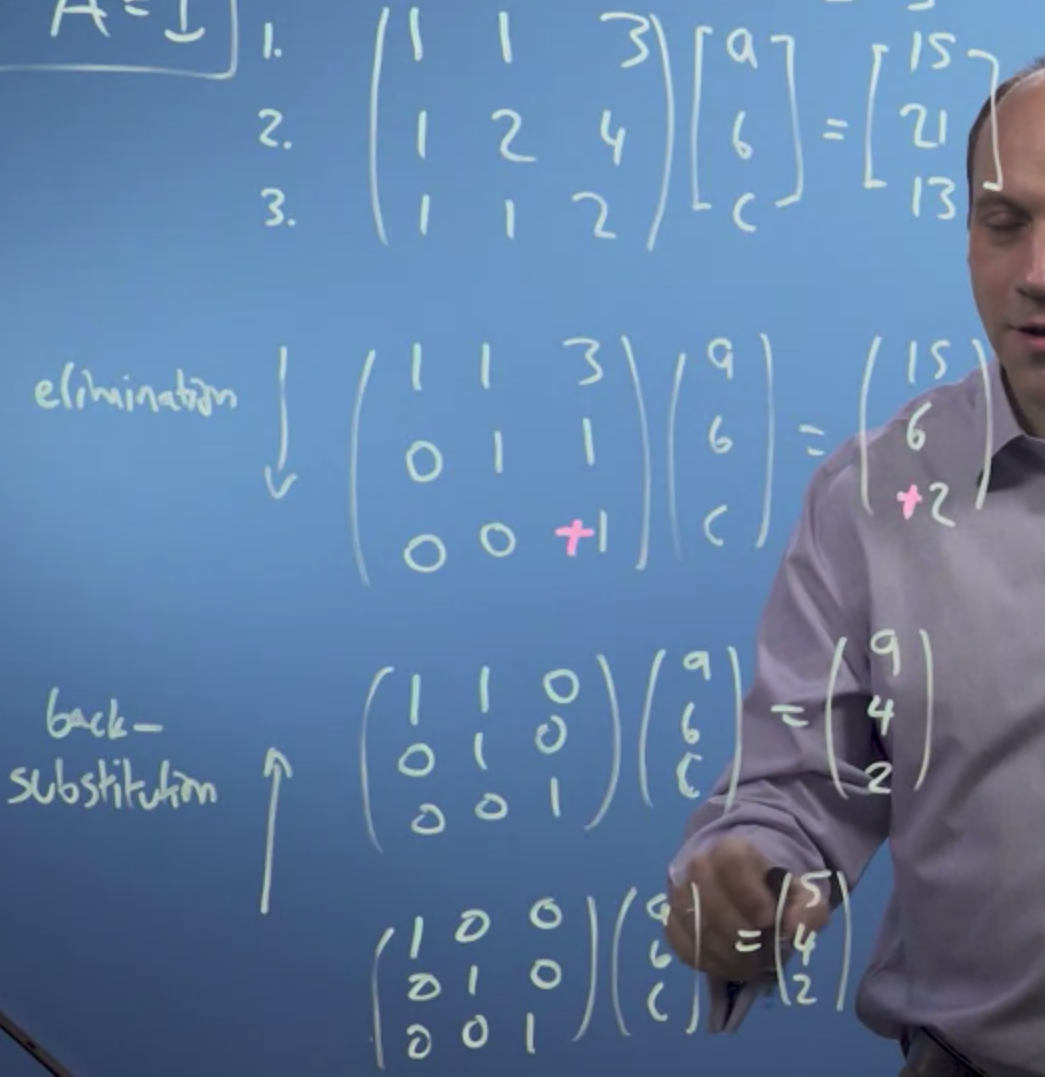 A = I
1. ( 1 1 3 ) [ a ] = [ 15 ]
2. ( 1 2 4 ) [ b ] = [ 21 ]
3. ( 1 1 2 ) [ c ] = [ 13 ]
elimination ↓
( 1 1 3 ) ( a ) = ( 15 )
( 0 1 1 ) ( b ) = ( 6 )
( 0 0 +1 ) ( c ) = ( +2 )
back-
substitution ↑
( 1 1 0 ) ( a ) = ( 9 )
( 0 1 0 ) ( b ) = ( 4 )
( 0 0 1 ) ( c ) = ( 2 )
( 1 0 0 ) ( a ) = ( 5 )
( 0 1 0 ) ( b ) = ( 4 )
( 0 0 1 ) ( c ) = ( 2 )